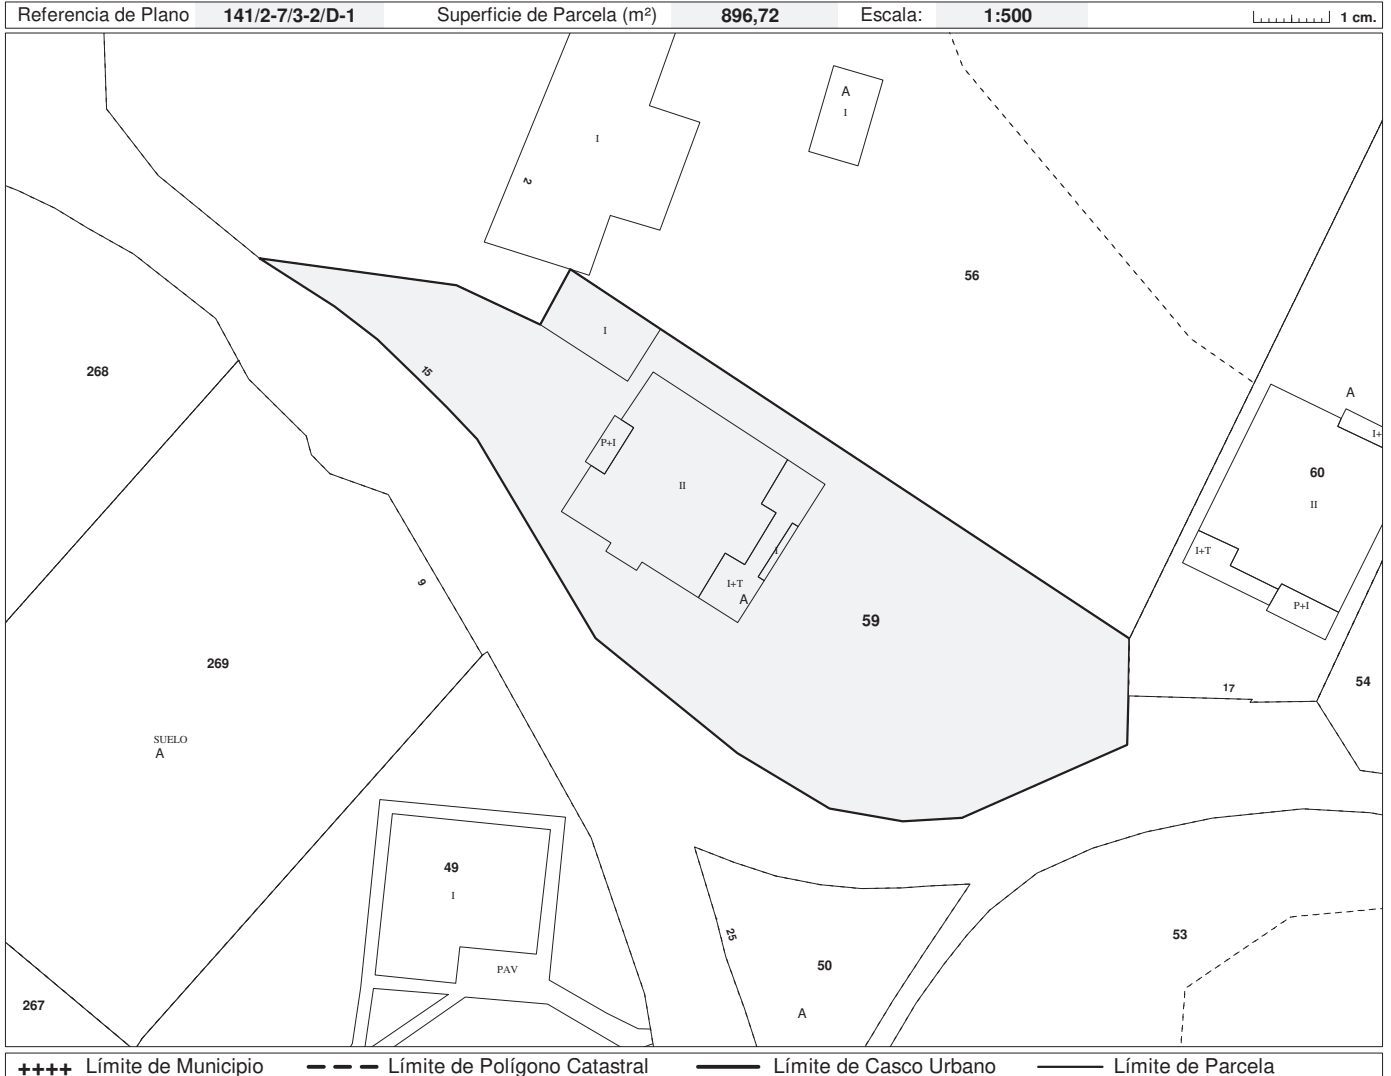 Referencia de Plano 141/2-7/3-2/D-1 Superficie de Parcela (m²) 896,72 Escala: 1:500 1 cm.
A
I
I
2
56
I
268
15
A
I+
P+I
60
II
II
I+T
I
I+T
A
9
P+I
59
269
54
17
SUELO
A
49
I
25
53
50
PAV
267
A
++++ Límite de Municipio Límite de Polígono Catastral Límite de Casco Urbano Límite de Parcela